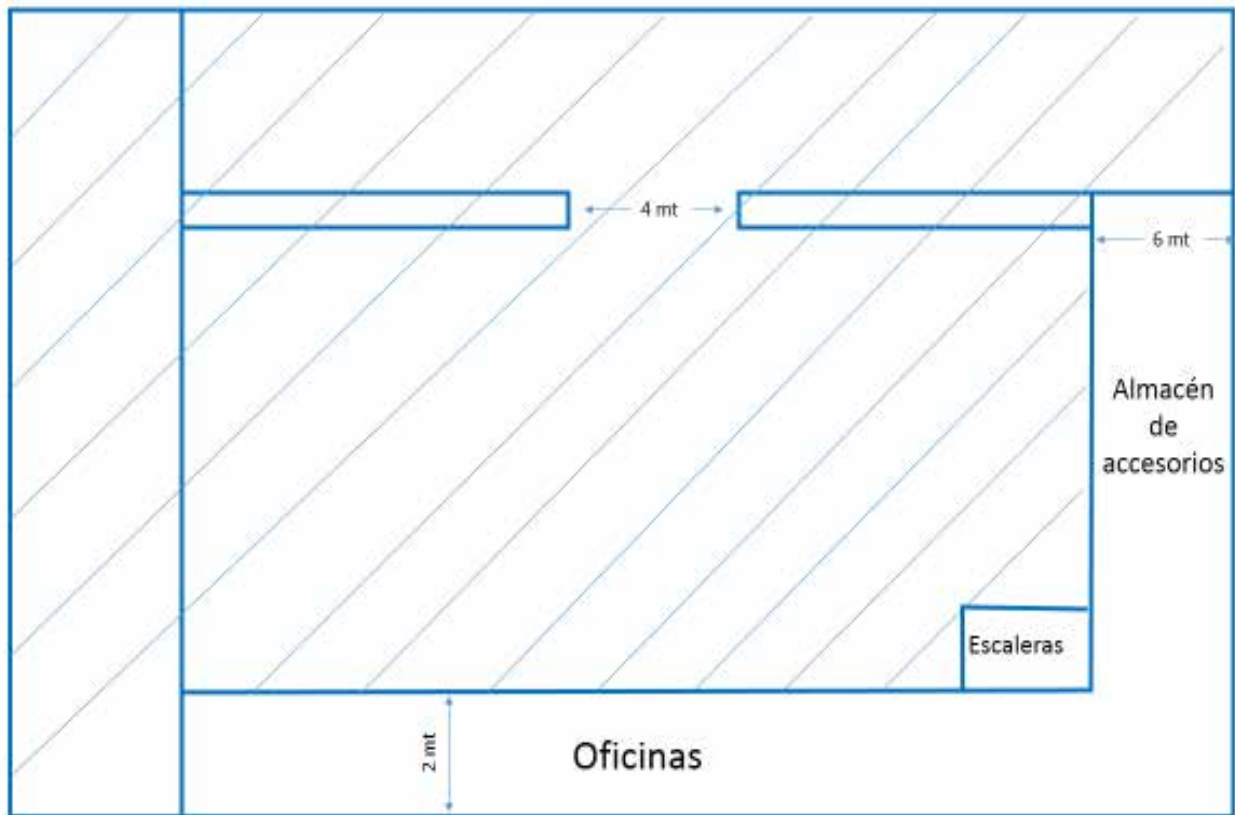 4 mt
6 mt
Almacén
de
accesorios
Escaleras
2 mt
Oficinas